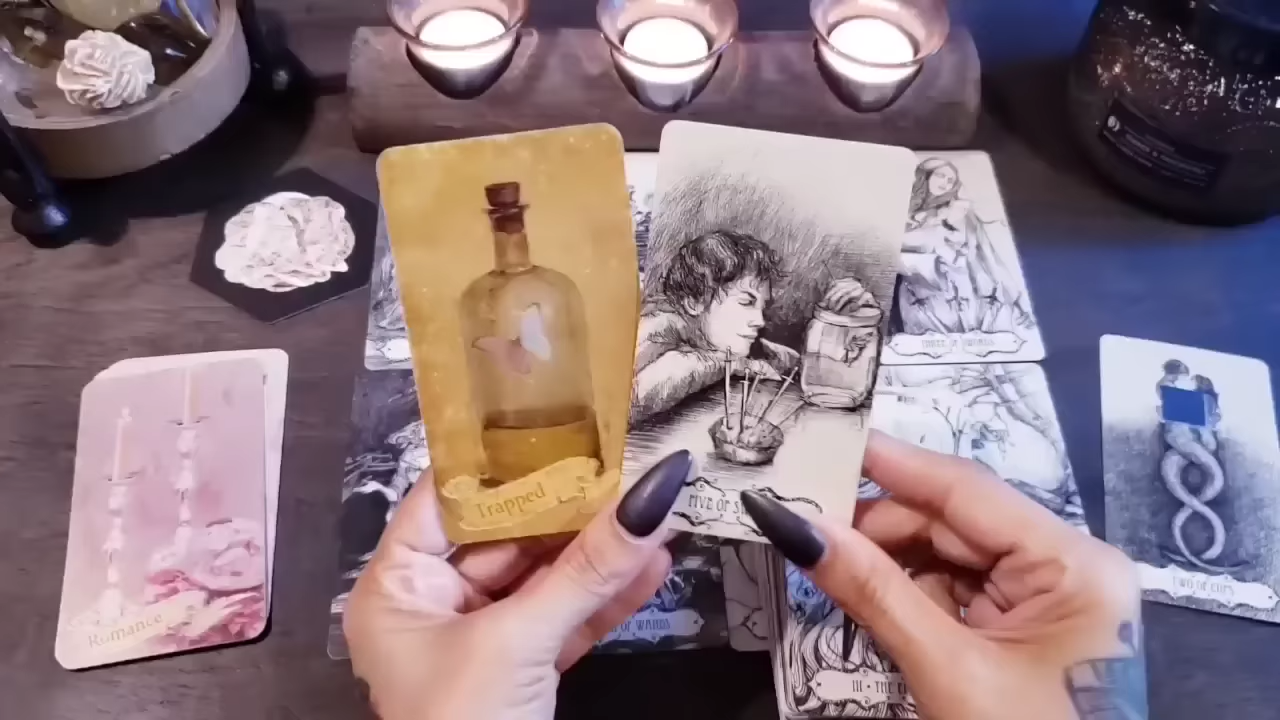 Trapped
FIVE OF
THREE OF SWORDS
Romance
TWO OF CUPS
OF WANDS
III • THE E